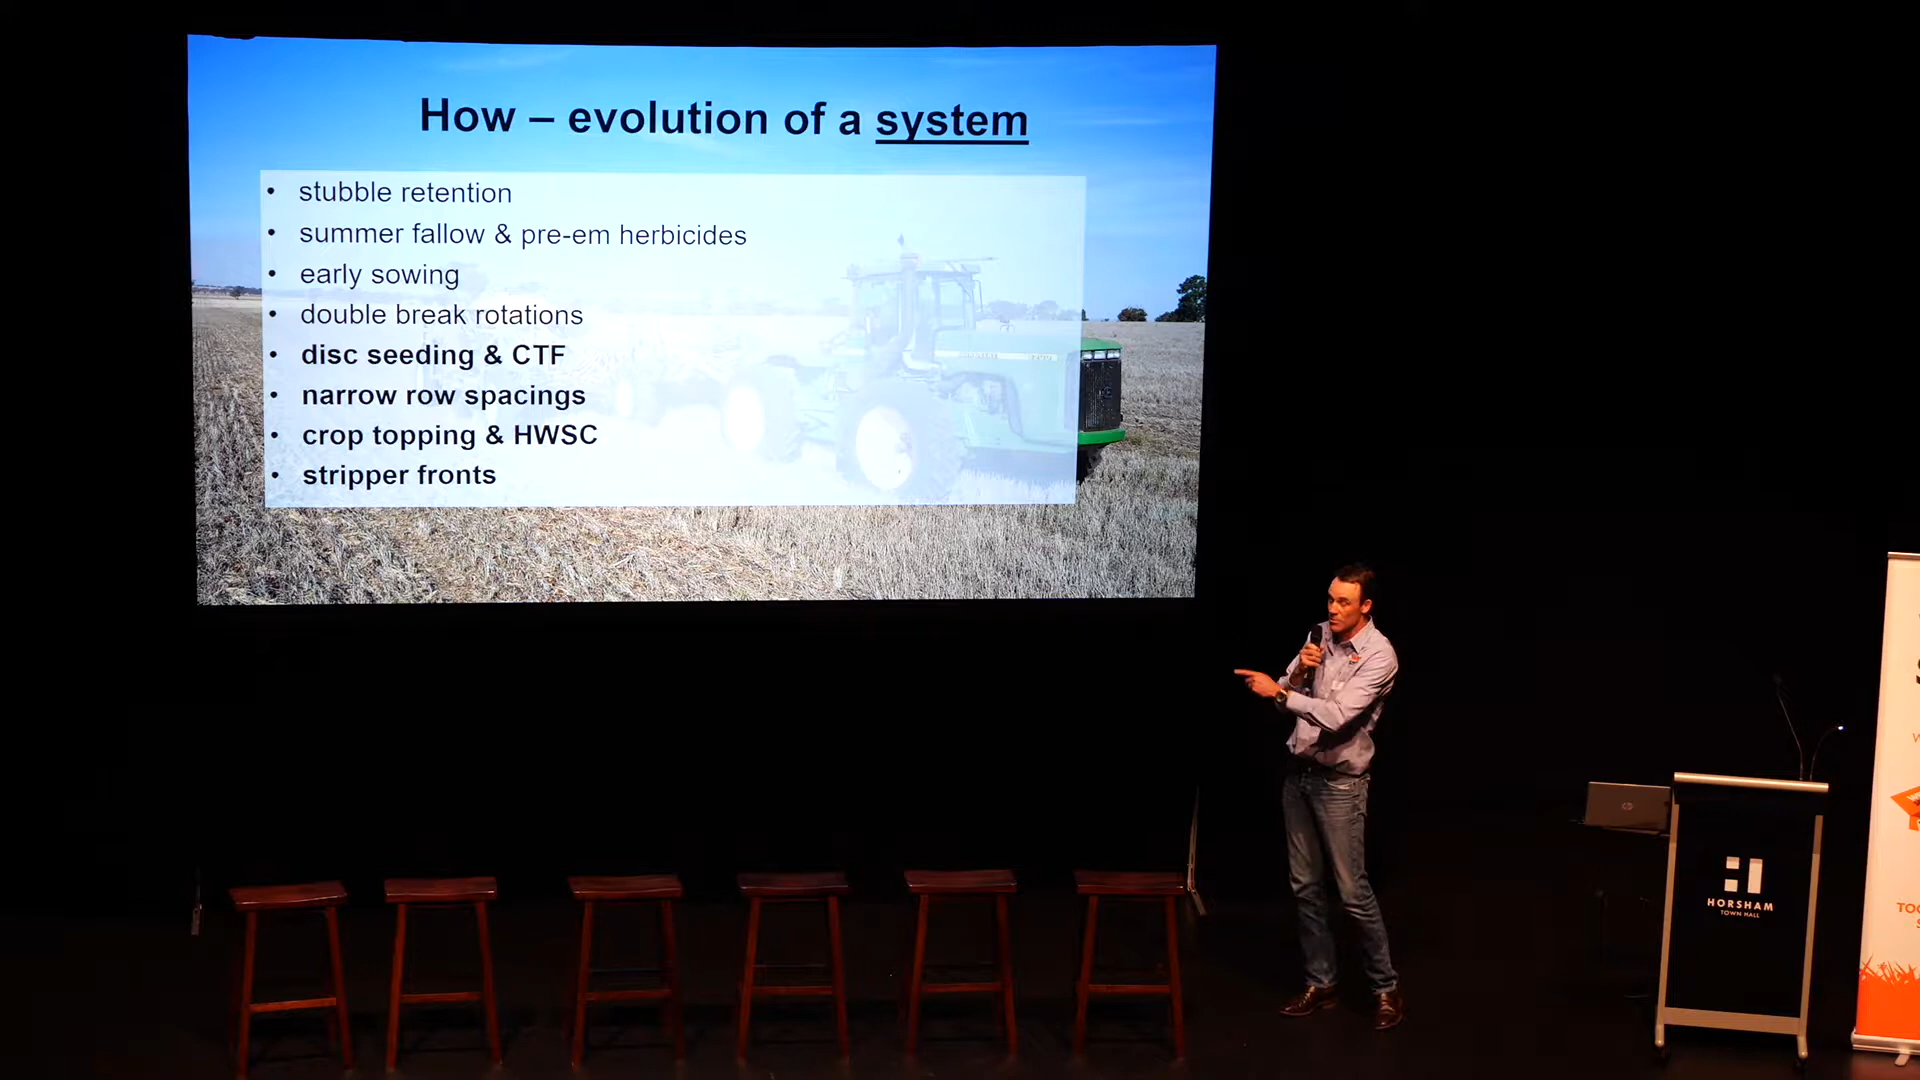 How – evolution of a system
• stubble retention
• summer fallow & pre-em herbicides
• early sowing
• double break rotations
• disc seeding & CTF
• narrow row spacings
• crop topping & HWSC
• stripper fronts
HORSHAM
TOWN HALL